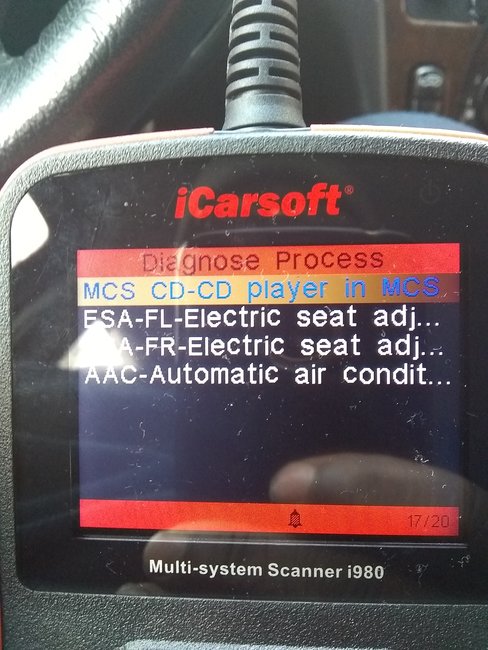 iCarsoft®
Diagnose Process
MCS CD-CD player in MCS
ESA-FL-Electric seat adj...
A-FR-Electric seat adj...
AAC-Automatic air condit...
17/20
Multi-system Scanner i980